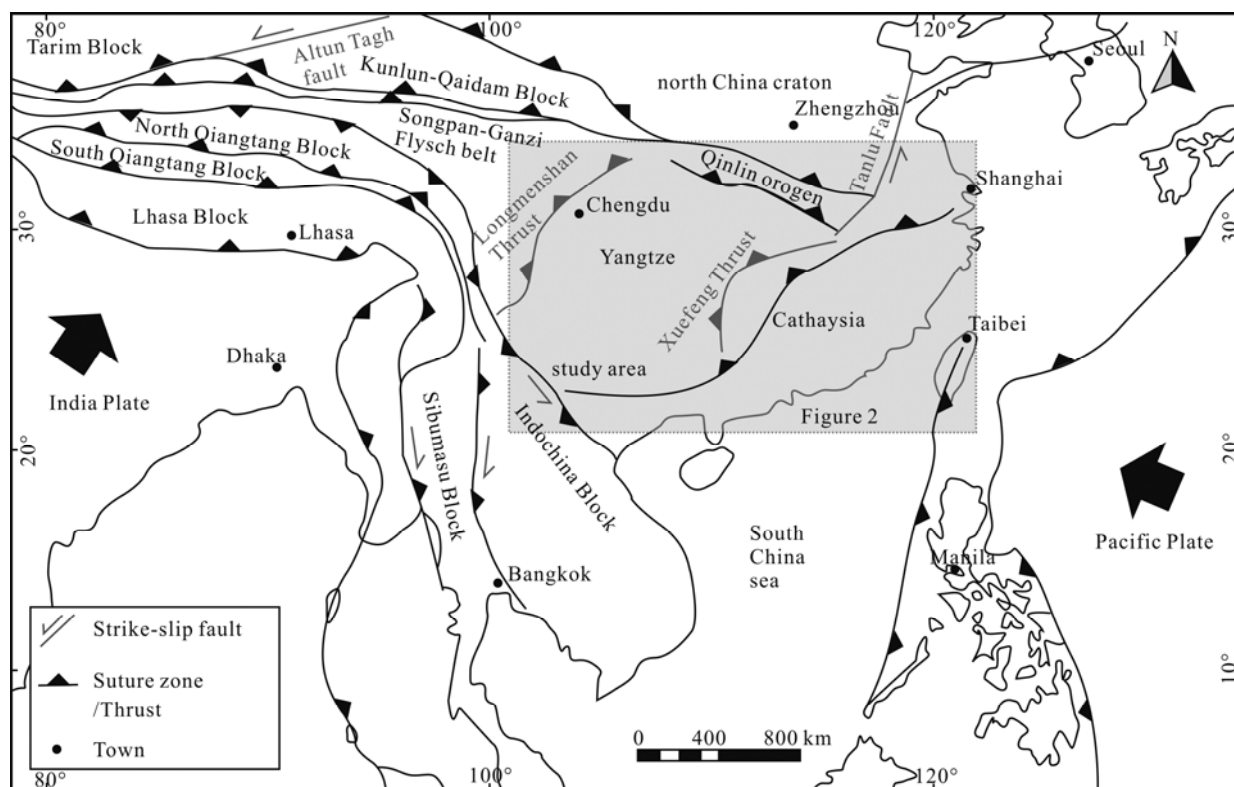 80°
100°
120°
Tarim Block
Altun Tagh
fault
Seoul
N
Kunlun-Qaidam Block
north China craton
Zhengzhou
Songpan-Ganzi
Flysch belt
North Qiangtang Block
South Qiangtang Block
Qinlin orogen
Tanlu Fault
Shanghai
Longmenshan
Thrust
Chengdu
Lhasa Block
Lhasa
30°
30°
Yangtze
Xuefeng Thrust
Cathaysia
Taibei
Dhaka
study area
India Plate
Figure 2
Sibumasu Block
Indochina Block
20°
20°
South
China
sea
Pacific Plate
Manila
Bangkok
Strike-slip fault
Suture zone
/Thrust
Town
10°
0 400 800 km
80°
100°
120°